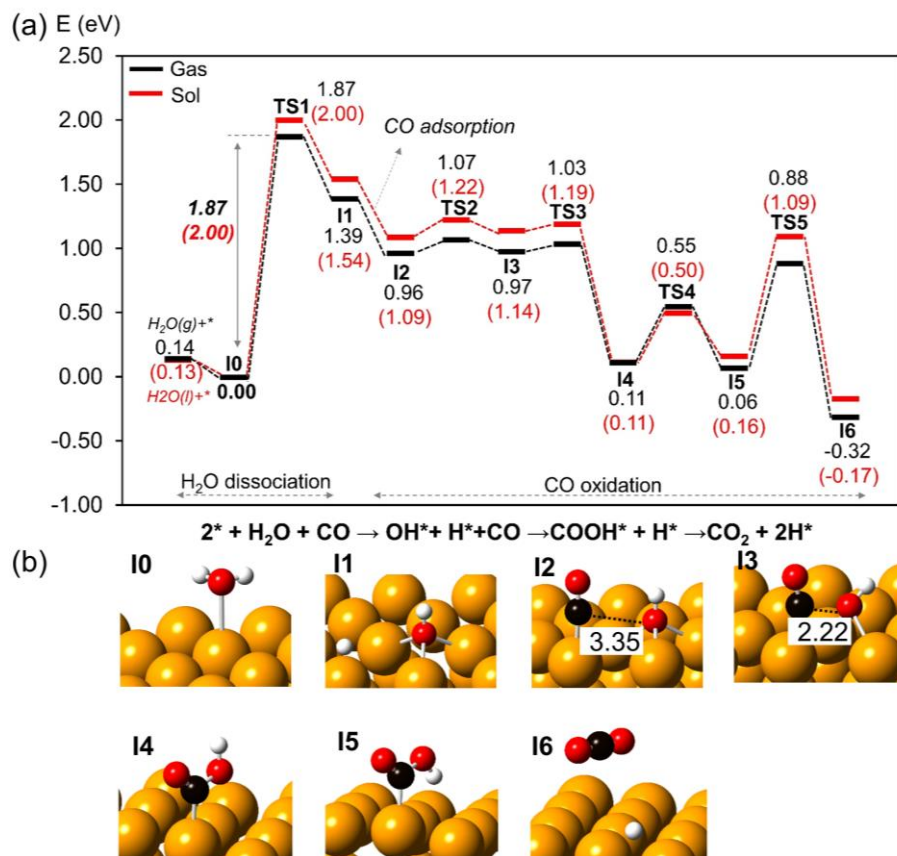 (a) E (eV)
2.50
2.00
1.50
1.00
0.50
0.00
-0.50
-1.00
Gas
Sol
TS1
1.87
(2.00)
CO adsorption
1.87
(2.00)
I1
1.39
(1.54)
1.07
(1.22)
TS2
1.03
(1.19)
TS3
I2
0.96
(1.09)
I3
0.97
(1.14)
0.55
(0.50)
TS4
0.88
(1.09)
TS5
H₂O(g)+*
0.14
(0.13)
H2O(l)+*
I0
0.00
I4
0.11
(0.11)
I5
0.06
(0.16)
I6
-0.32
(-0.17)
H₂O dissociation
CO oxidation
2* + H₂O + CO → OH*+ H*+CO →COOH* + H* →CO₂ + 2H*
(b)
I0
I1
I2
3.35
I3
2.22
I4
I5
I6